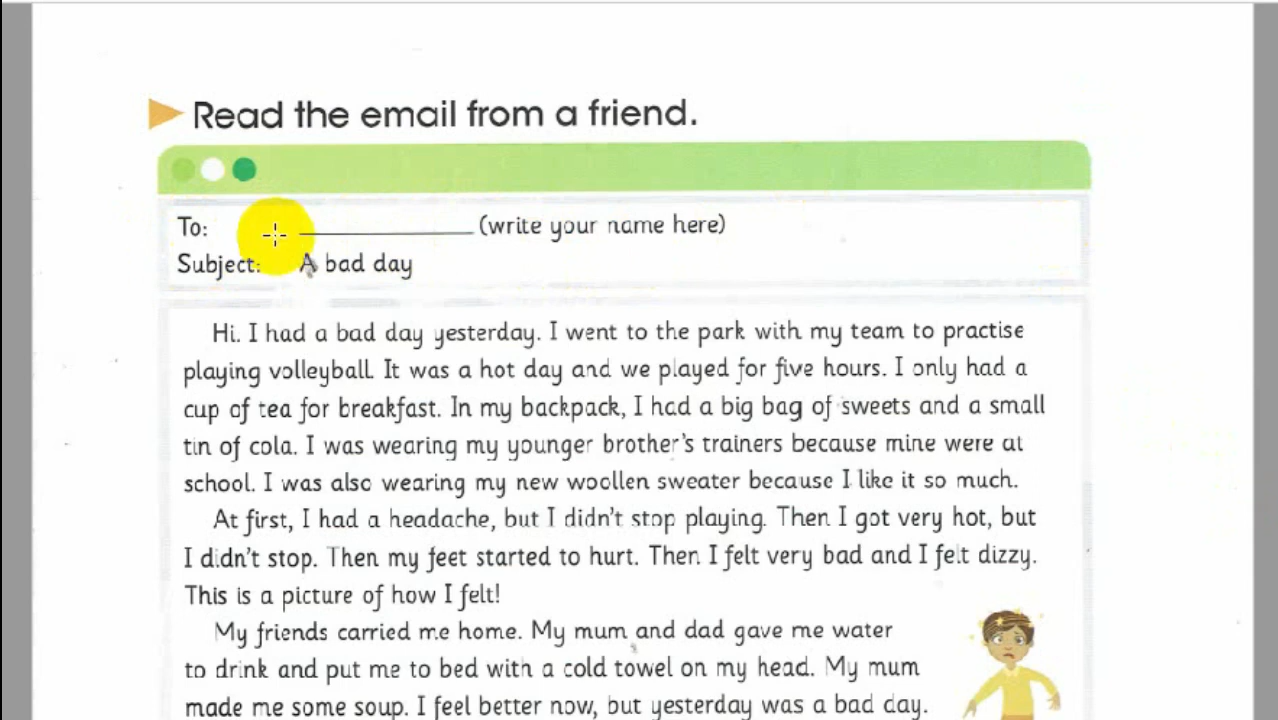 Read the email from a friend.
To: (write your name here)
Subject: A bad day
Hi. I had a bad day yesterday. I went to the park with my team to practise
playing volleyball. It was a hot day and we played for five hours. I only had a
cup of tea for breakfast. In my backpack, I had a big bag of sweets and a small
tin of cola. I was wearing my younger brother's trainers because mine were at
school. I was also wearing my new woollen sweater because I like it so much.
At first, I had a headache, but I didn't stop playing. Then I got very hot, but
I didn't stop. Then my feet started to hurt. Then I felt very bad and I felt dizzy.
This is a picture of how I felt!
My friends carried me home. My mum and dad gave me water
to drink and put me to bed with a cold towel on my head. My mum
made me some soup. I feel better now, but yesterday was a bad day.